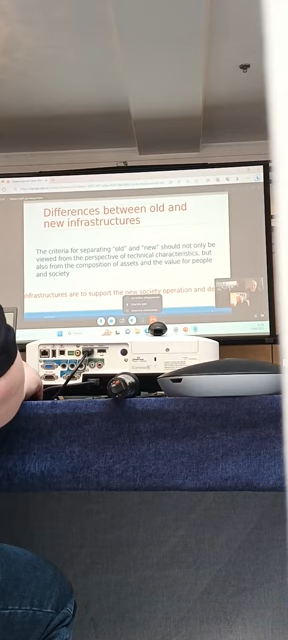 Differences between old and
new infrastructures
The criteria for separating "old" and "new" should not only be
viewed from the perspective of technical characteristics, but
also from the composition of assets and the value for people
and society
nfrastructures are to support the new society operation and de